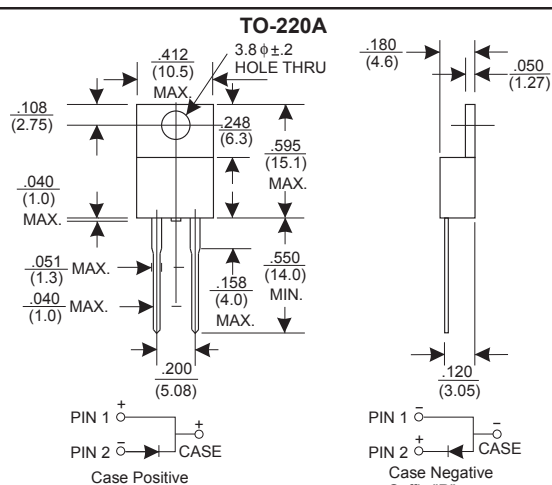 TO-220A
.412
(10.5)
MAX.
3.8 ϕ ±.2
HOLE THRU
.180
(4.6)
.050
(1.27)
.108
(2.75)
.248
(6.3)
.595
(15.1)
MAX.
.040
(1.0)
MAX.
.051
(1.3)
MAX.
.040
(1.0)
MAX.
.158
(4.0)
MAX.
.550
(14.0)
MIN.
.200
(5.08)
.120
(3.05)
PIN 1 +
PIN 2 - + CASE
Case Positive
PIN 1 -
PIN 2 + - CASE
Case Negative